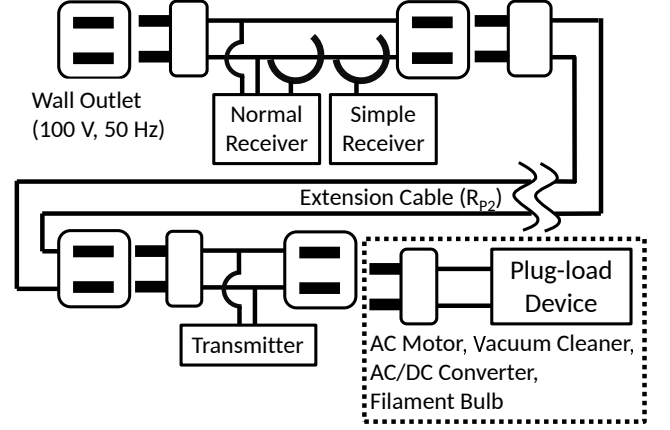 Wall Outlet
(100 V, 50 Hz)
Normal
Receiver
Simple
Receiver
Extension Cable (R_P2)
Transmitter
Plug-load
Device
AC Motor, Vacuum Cleaner,
AC/DC Converter,
Filament Bulb